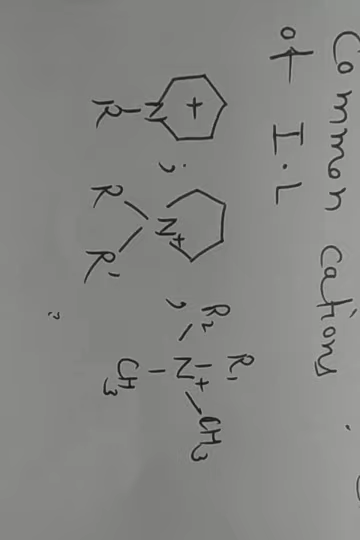 Common cations
of I.L
+
N
R
;
N+
R R'
,
R1
R2 N+ CH3
CH3